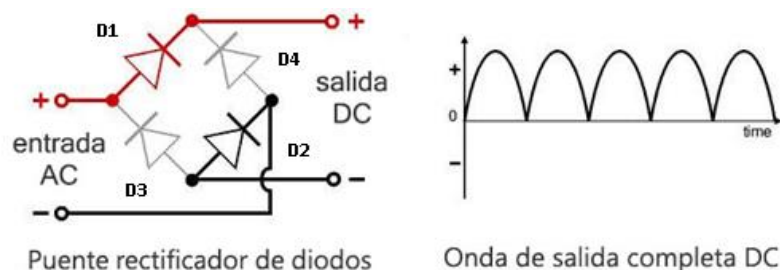 D1
+
D4
+
salida
DC
+
entrada
AC
D2
D3
-
-
Puente rectificador de diodos
+
0
time
-
Onda de salida completa DC